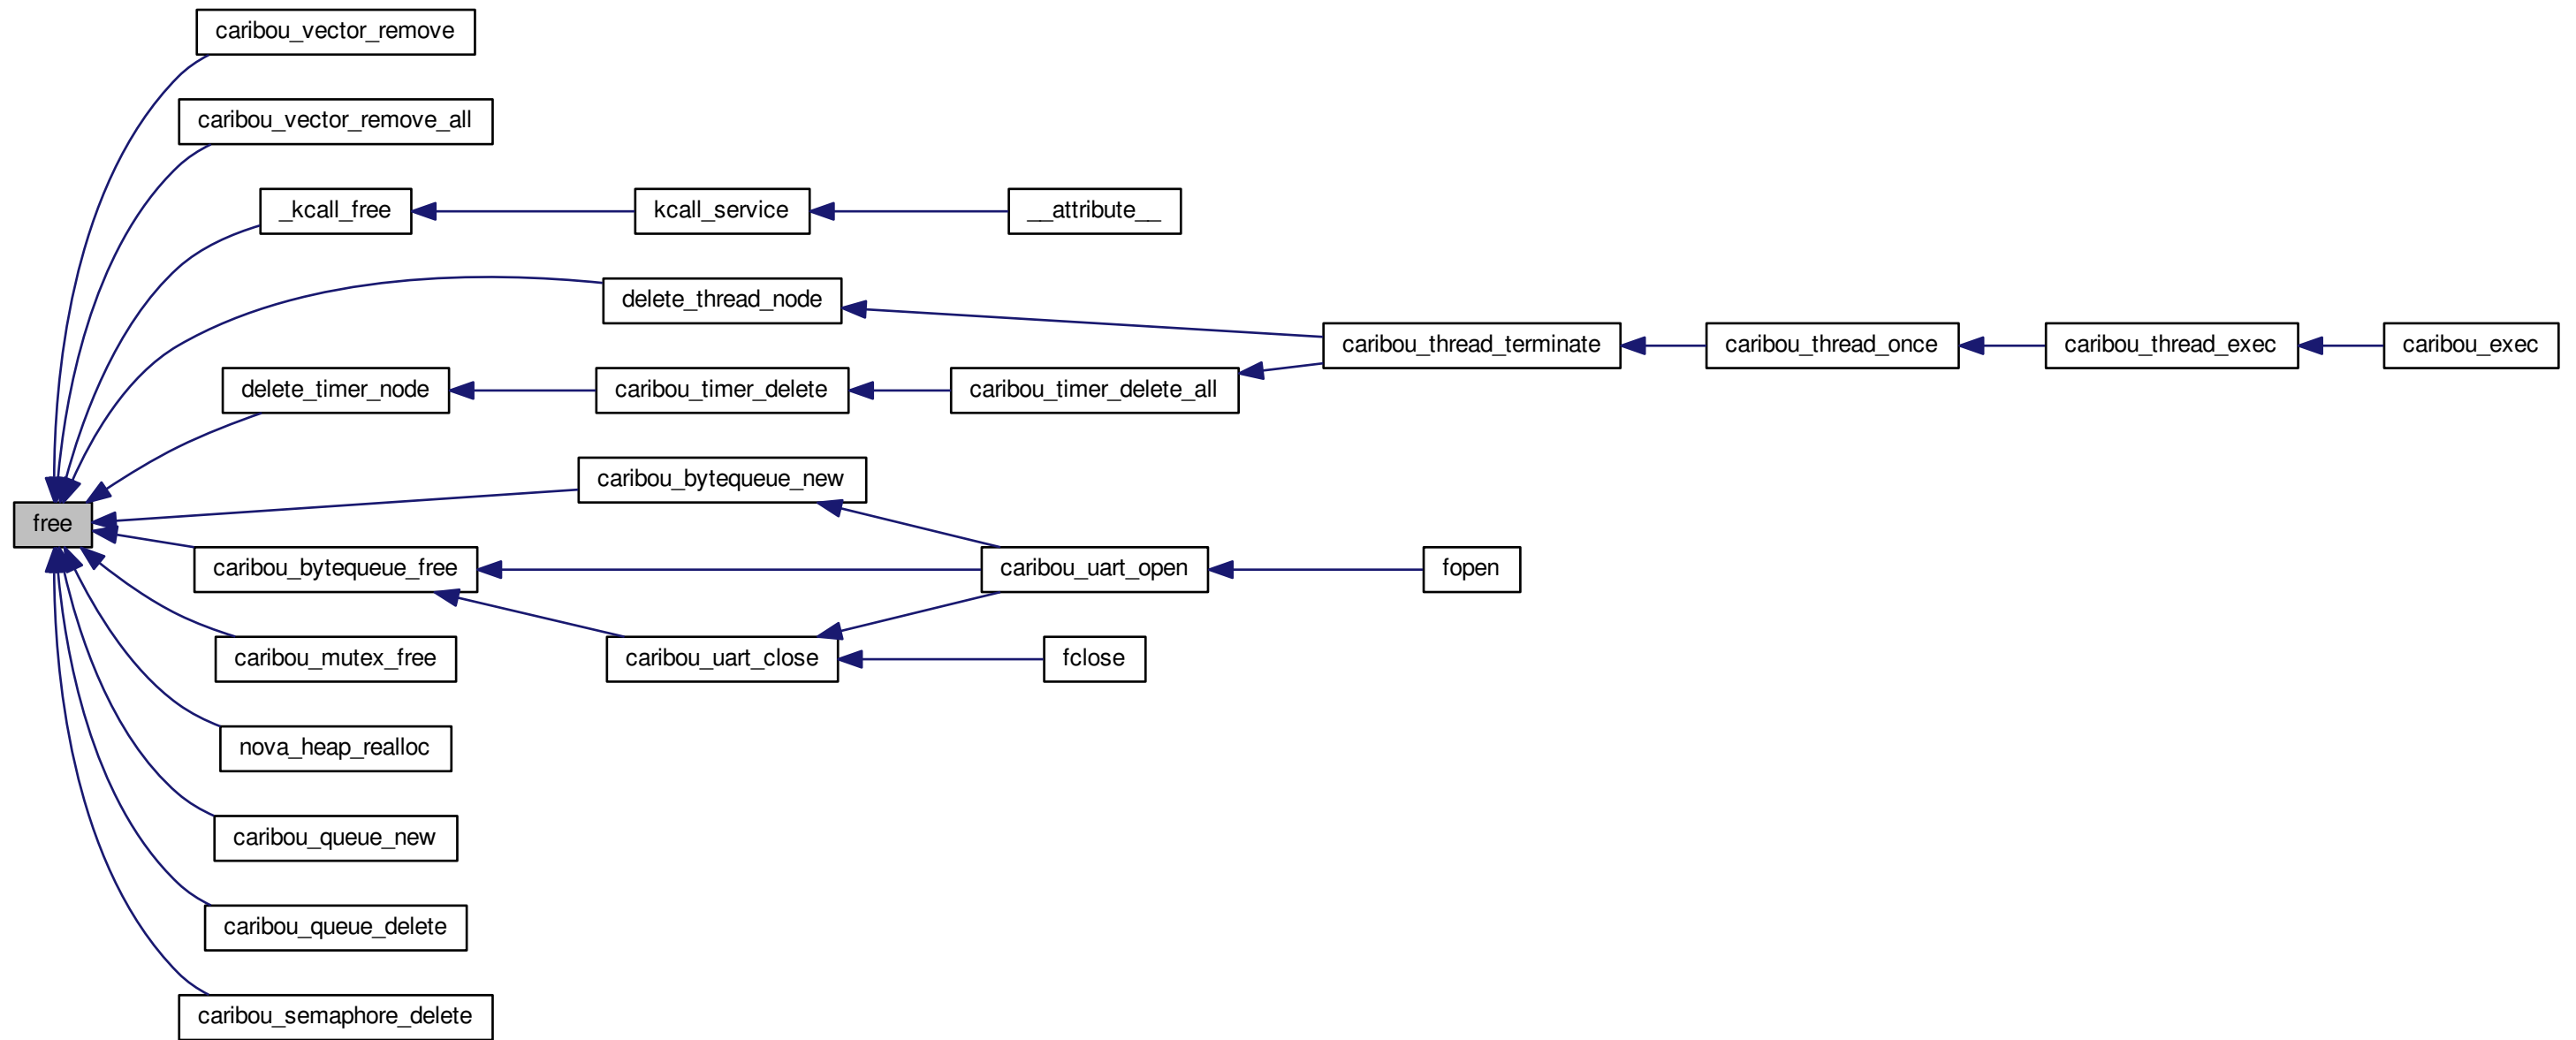 caribou_vector_remove
caribou_vector_remove_all
_kcall_free
kcall_service
__attribute__
delete_thread_node
caribou_thread_terminate
caribou_thread_once
caribou_thread_exec
caribou_exec
delete_timer_node
caribou_timer_delete
caribou_timer_delete_all
caribou_bytequeue_new
free
caribou_bytequeue_free
caribou_uart_open
fopen
caribou_mutex_free
caribou_uart_close
fclose
nova_heap_realloc
caribou_queue_new
caribou_queue_delete
caribou_semaphore_delete